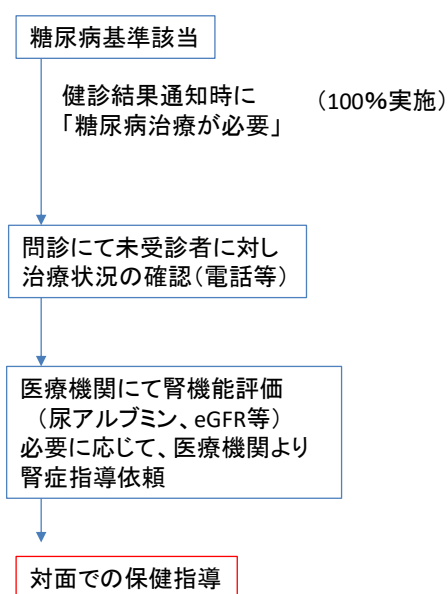 糖尿病基準該当
健診結果通知時に （100％実施）
「糖尿病治療が必要」
問診にて未受診者に対し
治療状況の確認（電話等）
医療機関にて腎機能評価
（尿アルブミン、eGFR等）
必要に応じて、医療機関より
腎症指導依頼
対面での保健指導